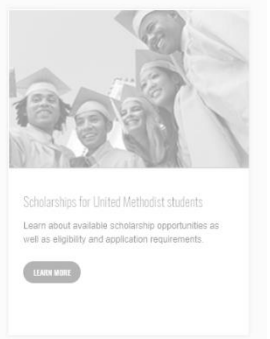 Scholarships for United Methodist students
Learn about available scholarship opportunities as
well as eligibility and application requirements.
LEARN MORE